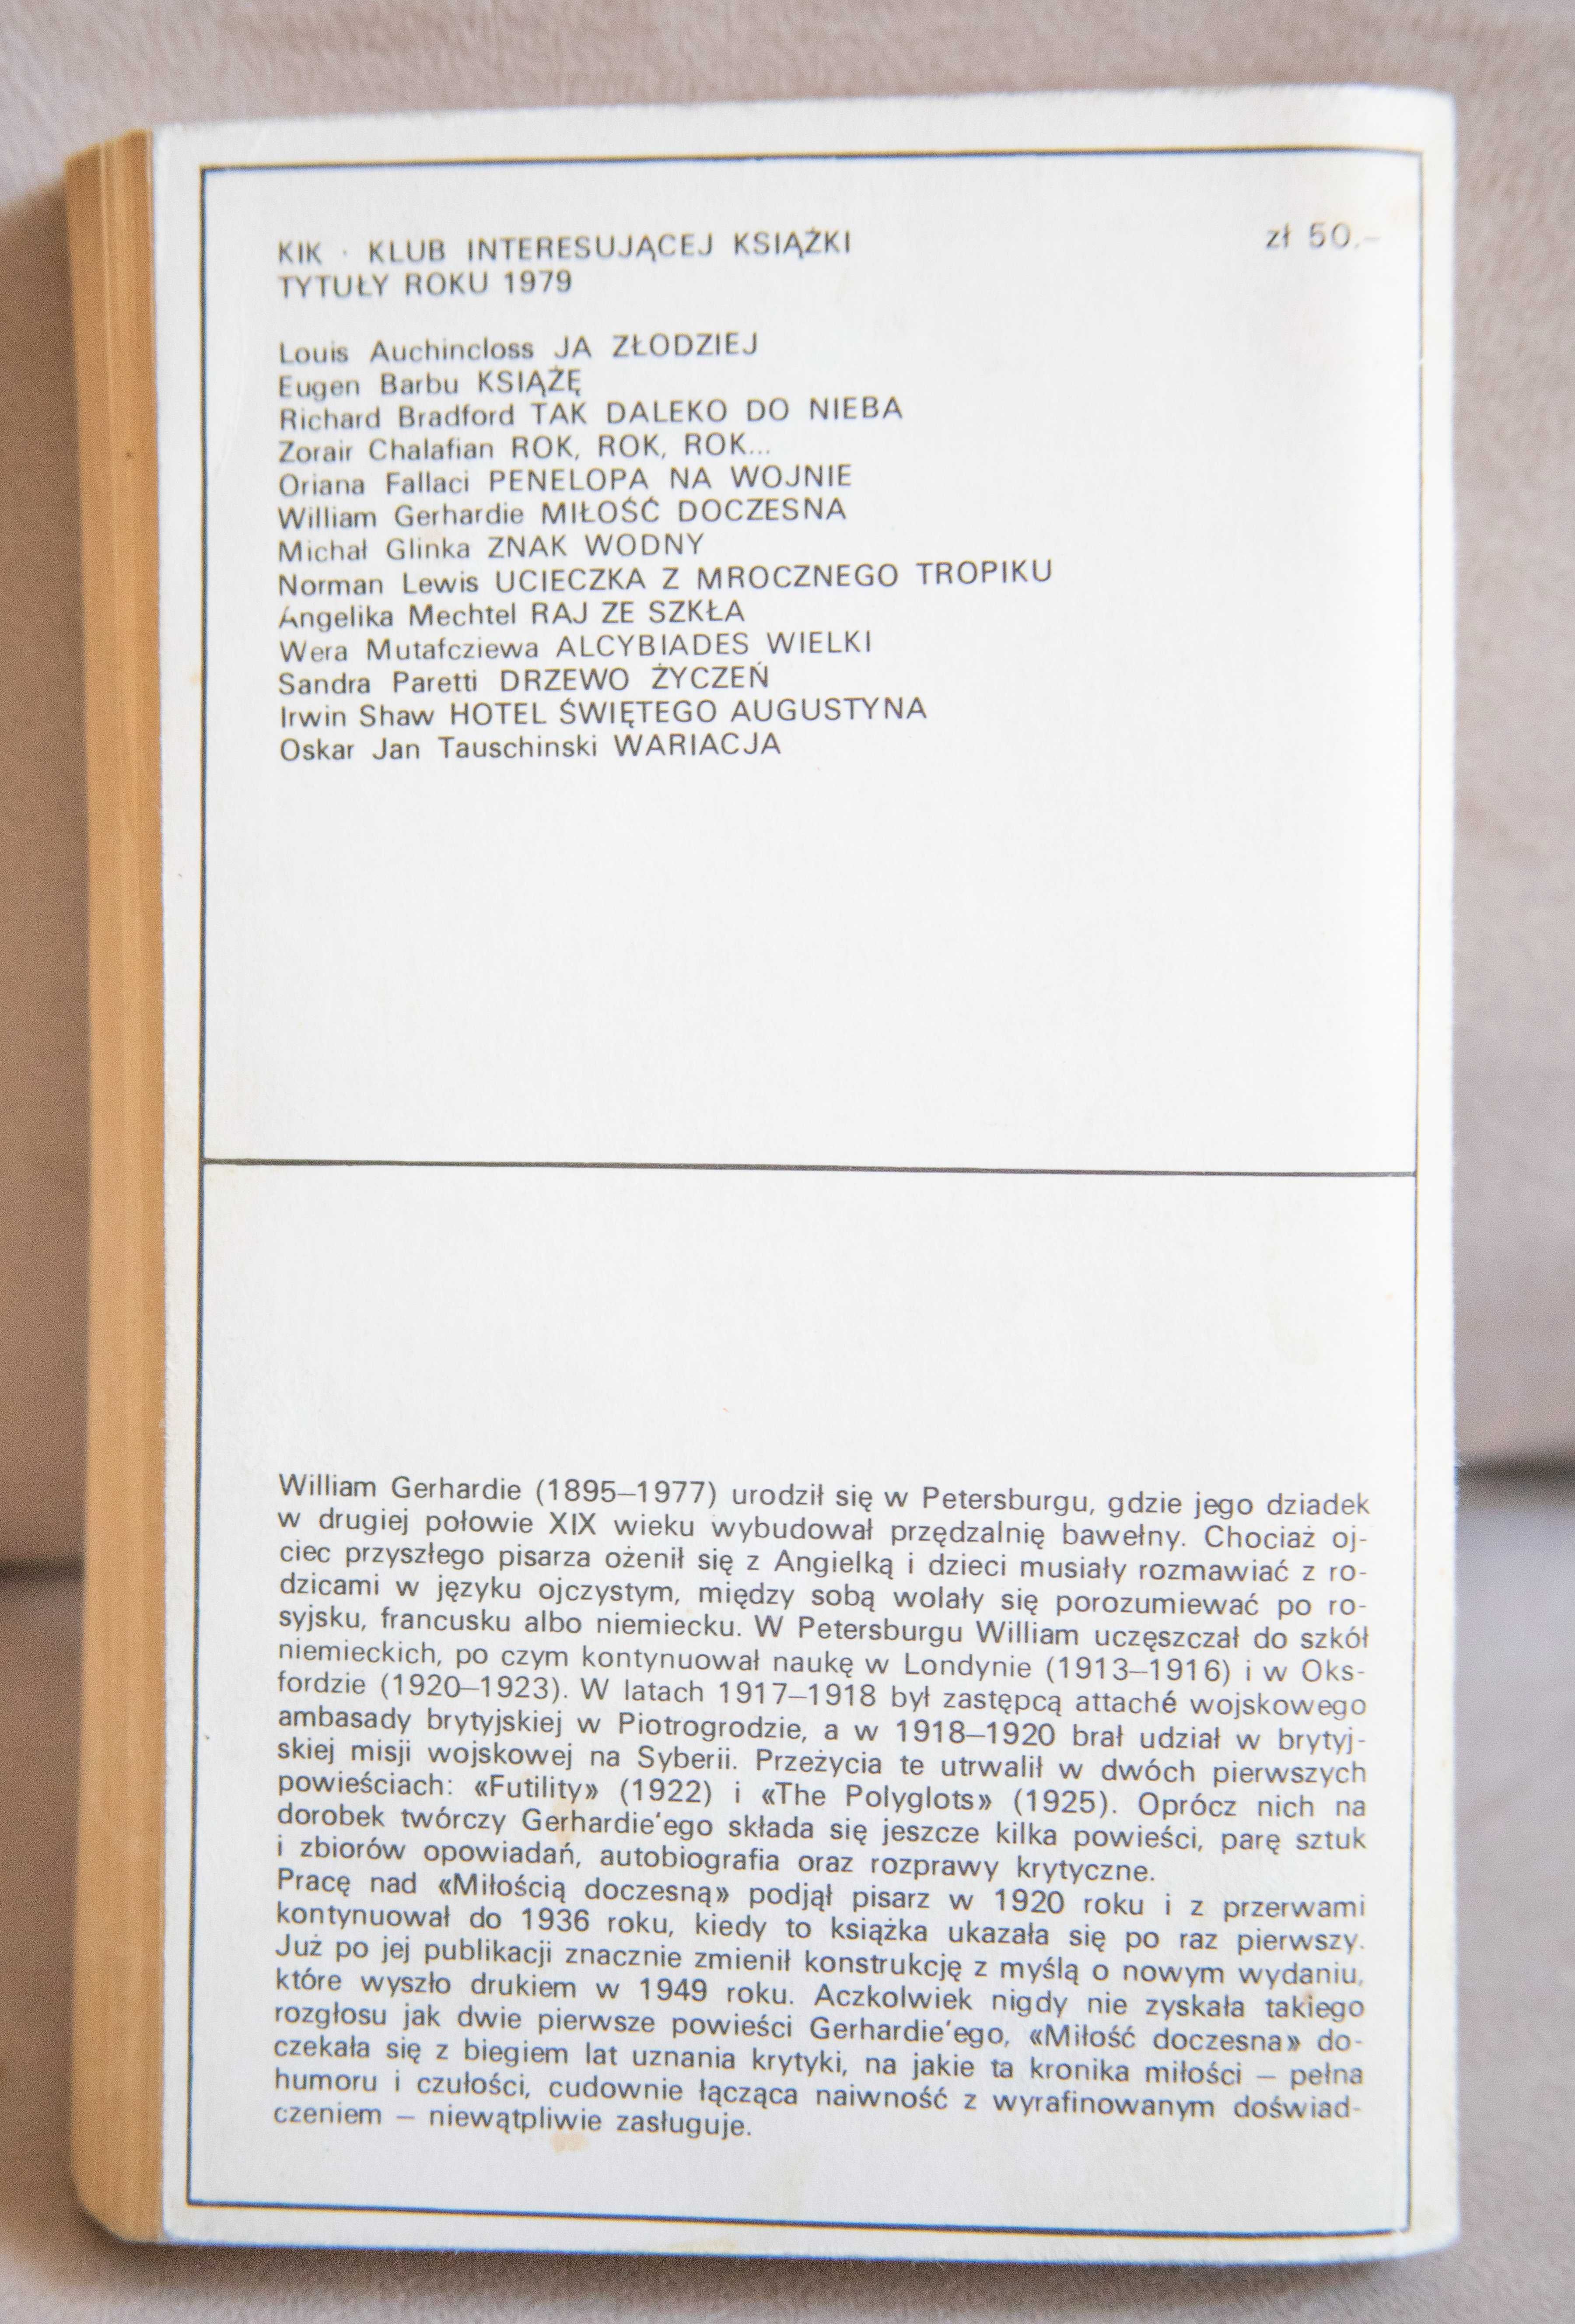 KIK · KLUB INTERESUJĄCEJ KSIĄŻKI
zł 50,–
TYTUŁY ROKU 1979
Louis Auchincloss JA ZŁODZIEJ
Eugen Barbu KSIĄŻĘ
Richard Bradford TAK DALEKO DO NIEBA
Zorair Chalafian ROK, ROK, ROK...
Oriana Fallaci PENELOPA NA WOJNIE
William Gerhardie MIŁOŚĆ DOCZESNA
Michał Glinka ZNAK WODNY
Norman Lewis UCIECZKA Z MROCZNEGO TROPIKU
Angelika Mechtel RAJ ZE SZKŁA
Wera Mutafcziewa ALCYBIADES WIELKI
Sandra Paretti DRZEWO ŻYCZEŃ
Irwin Shaw HOTEL ŚWIĘTEGO AUGUSTYNA
Oskar Jan Tauschinski WARIACJA
William Gerhardie (1895–1977) urodził się w Petersburgu, gdzie jego dziadek
w drugiej połowie XIX wieku wybudował przędzalnię bawełny. Chociaż oj-
ciec przyszłego pisarza ożenił się z Angielką i dzieci musiały rozmawiać z ro-
dzicami w języku ojczystym, między sobą wolały się porozumiewać po ro-
syjsku, francusku albo niemiecku. W Petersburgu William uczęszczał do szkół
niemieckich, po czym kontynuował naukę w Londynie (1913–1916) i w Oks-
fordzie (1920–1923). W latach 1917–1918 był zastępcą attaché wojskowego
ambasady brytyjskiej w Piotrogrodzie, a w 1918–1920 brał udział w brytyj-
skiej misji wojskowej na Syberii. Przeżycia te utrwalił w dwóch pierwszych
powieściach: «Futility» (1922) i «The Polyglots» (1925). Oprócz nich na
dorobek twórczy Gerhardie'ego składa się jeszcze kilka powieści, parę sztuk
i zbiorów opowiadań, autobiografia oraz rozprawy krytyczne.
Pracę nad «Miłością doczesną» podjął pisarz w 1920 roku i z przerwami
kontynuował do 1936 roku, kiedy to książka ukazała się po raz pierwszy.
Już po jej publikacji znacznie zmienił konstrukcję z myślą o nowym wydaniu,
które wyszło drukiem w 1949 roku. Aczkolwiek nigdy nie zyskała takiego
rozgłosu jak dwie pierwsze powieści Gerhardie'ego, «Miłość doczesna» do-
czekała się z biegiem lat uznania krytyki, na jakie ta kronika miłości – pełna
humoru i czułości, cudownie łącząca naiwność z wyrafinowanym doświad-
czeniem – niewątpliwie zasługuje.